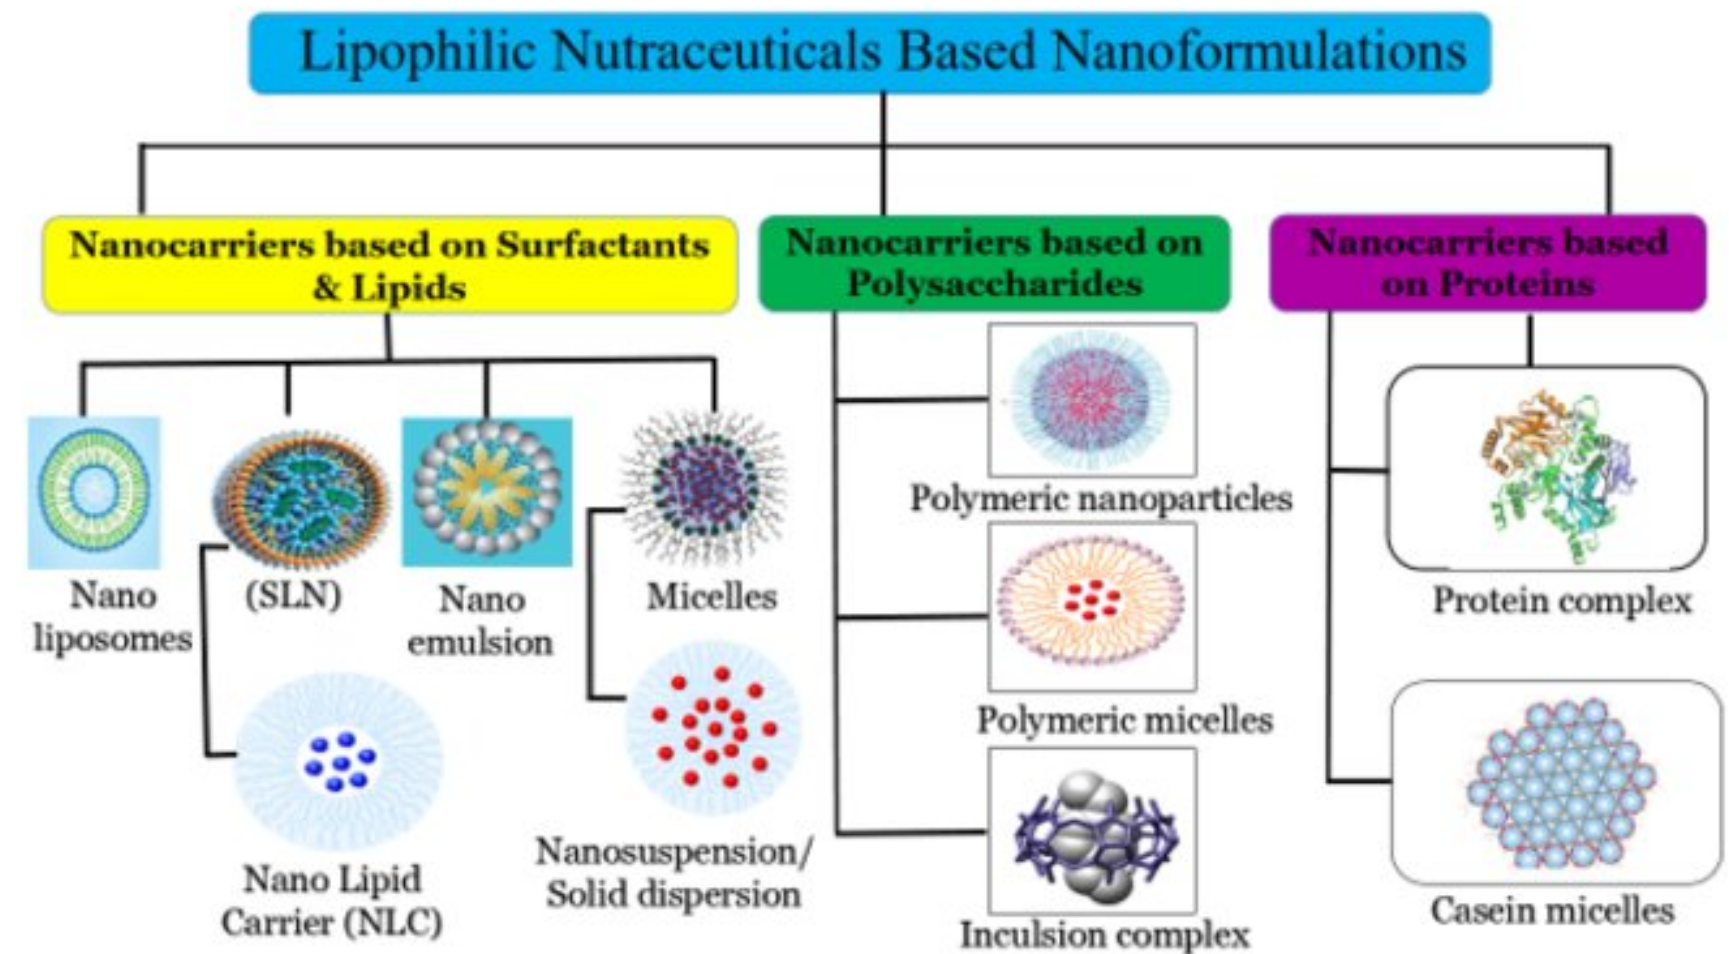 Lipophilic Nutraceuticals Based Nanoformulations
Nanocarriers based on Surfactants
& Lipids
Nanocarriers based on
Polysaccharides
Nanocarriers based
on Proteins
Nano
liposomes
(SLN)
Nano
emulsion
Micelles
Nano Lipid
Carrier (NLC)
Nanosuspension/
Solid dispersion
Polymeric nanoparticles
Polymeric micelles
Inculsion complex
Protein complex
Casein micelles